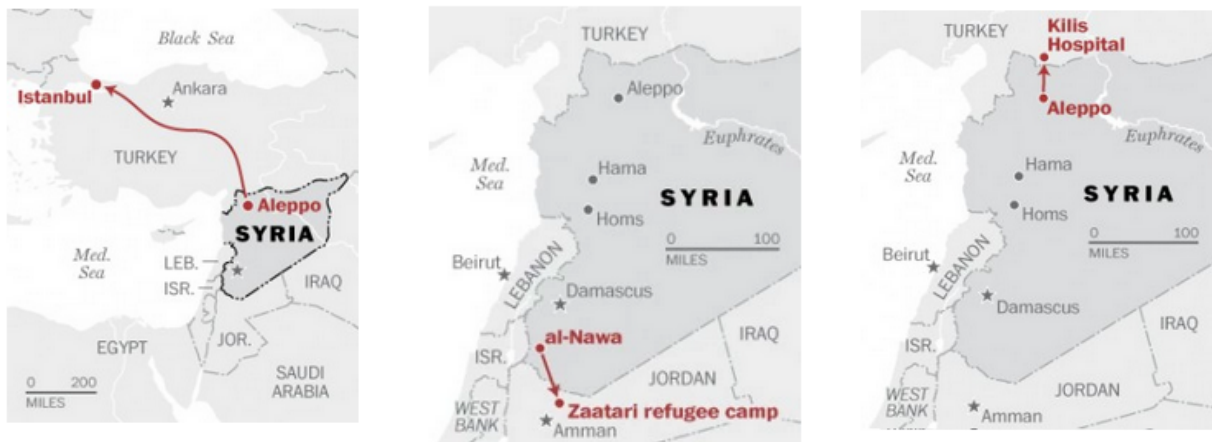 Black Sea
Istanbul
Ankara
TURKEY
Aleppo
SYRIA
Med.
Sea
LEB.
ISR.
IRAQ
JOR.
EGYPT
SAUDI
ARABIA
0 200
MILES
TURKEY
Aleppo
Euphrates
Med.
Sea
Hama
SYRIA
Homs
0 100
MILES
Beirut
LEBANON
Damascus
al-Nawa
IRAQ
ISR.
JORDAN
WEST
BANK
Zaatari refugee camp
Amman
Kilis
Hospital
TURKEY
Aleppo
Euphrates
Med.
Sea
Hama
SYRIA
Homs
0 100
MILES
Beirut
LEBANON
Damascus
IRAQ
ISR.
JORDAN
WEST
BANK
Amman